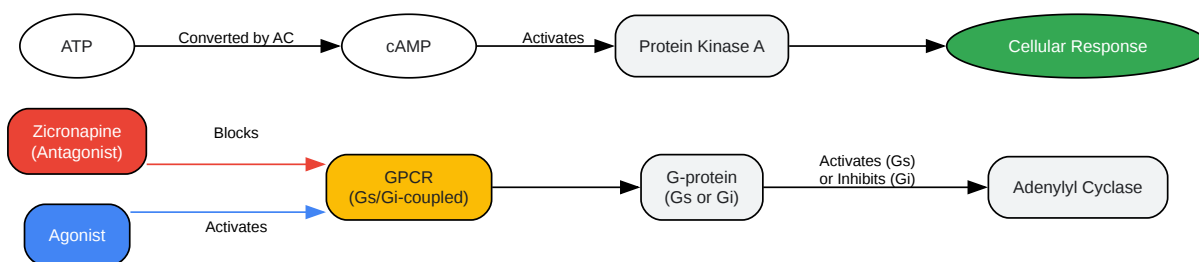 ATP
Converted by AC
cAMP
Activates
Protein Kinase A
Cellular Response
Zicronapine
(Antagonist)
Blocks
GPCR
(Gs/Gi-coupled)
G-protein
(Gs or Gi)
Activates (Gs)
or Inhibits (Gi)
Adenylyl Cyclase
Agonist
Activates